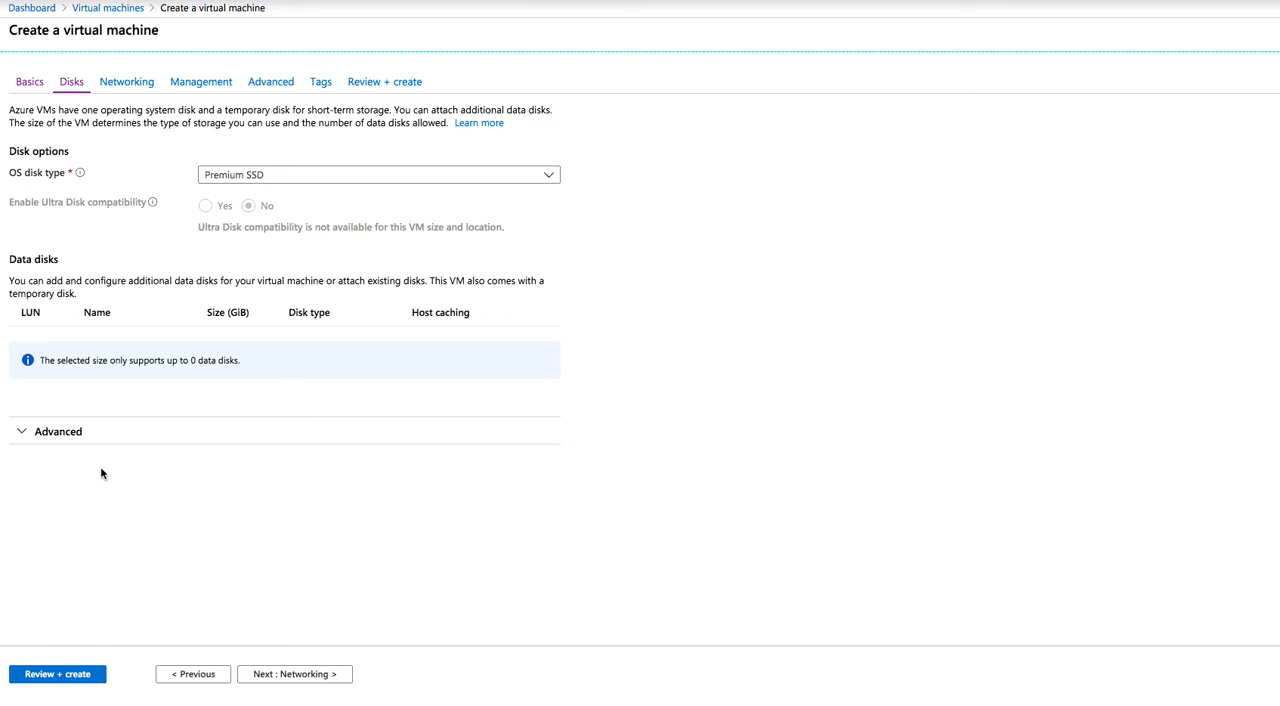 Dashboard > Virtual machines > Create a virtual machine
Create a virtual machine
Basics Disks Networking Management Advanced Tags Review + create
Azure VMs have one operating system disk and a temporary disk for short-term storage. You can attach additional data disks.
The size of the VM determines the type of storage you can use and the number of data disks allowed. Learn more
Disk options
OS disk type * Premium SSD
Enable Ultra Disk compatibility Yes No
Ultra Disk compatibility is not available for this VM size and location.
Data disks
You can add and configure additional data disks for your virtual machine or attach existing disks. This VM also comes with a
temporary disk.
LUN Name Size (GiB) Disk type Host caching
The selected size only supports up to 0 data disks.
Advanced
Review + create < Previous Next : Networking >